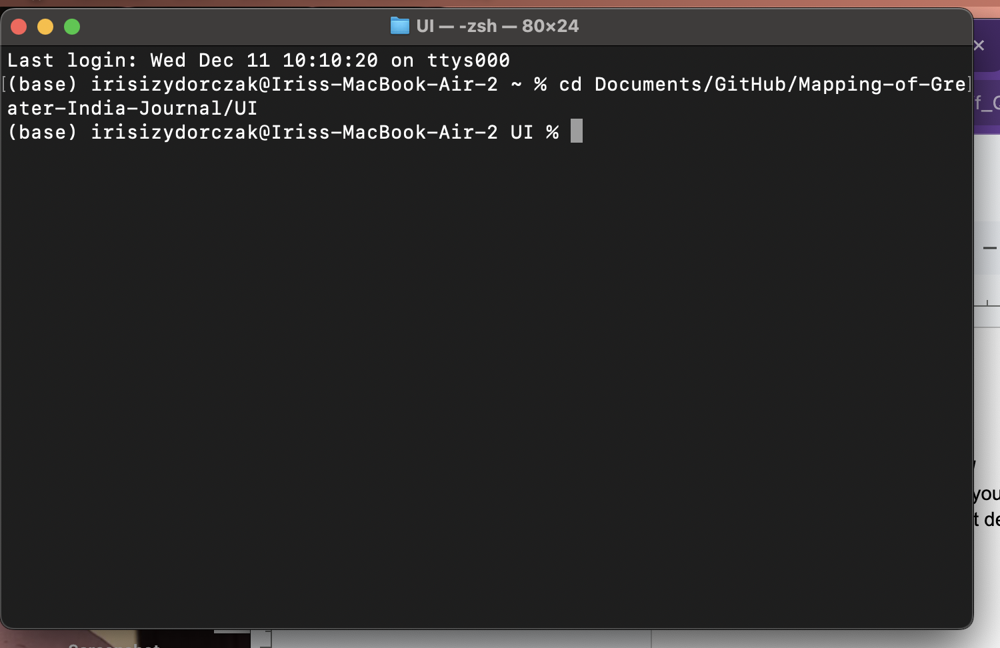 UI — -zsh — 80×24
Last login: Wed Dec 11 10:10:20 on ttys000
(base) irisizydorczak@Iriss-MacBook-Air-2 ~ % cd Documents/GitHub/Mapping-of-Gre
ater-India-Journal/UI
(base) irisizydorczak@Iriss-MacBook-Air-2 UI %
f_G
you
t de
Screenshot